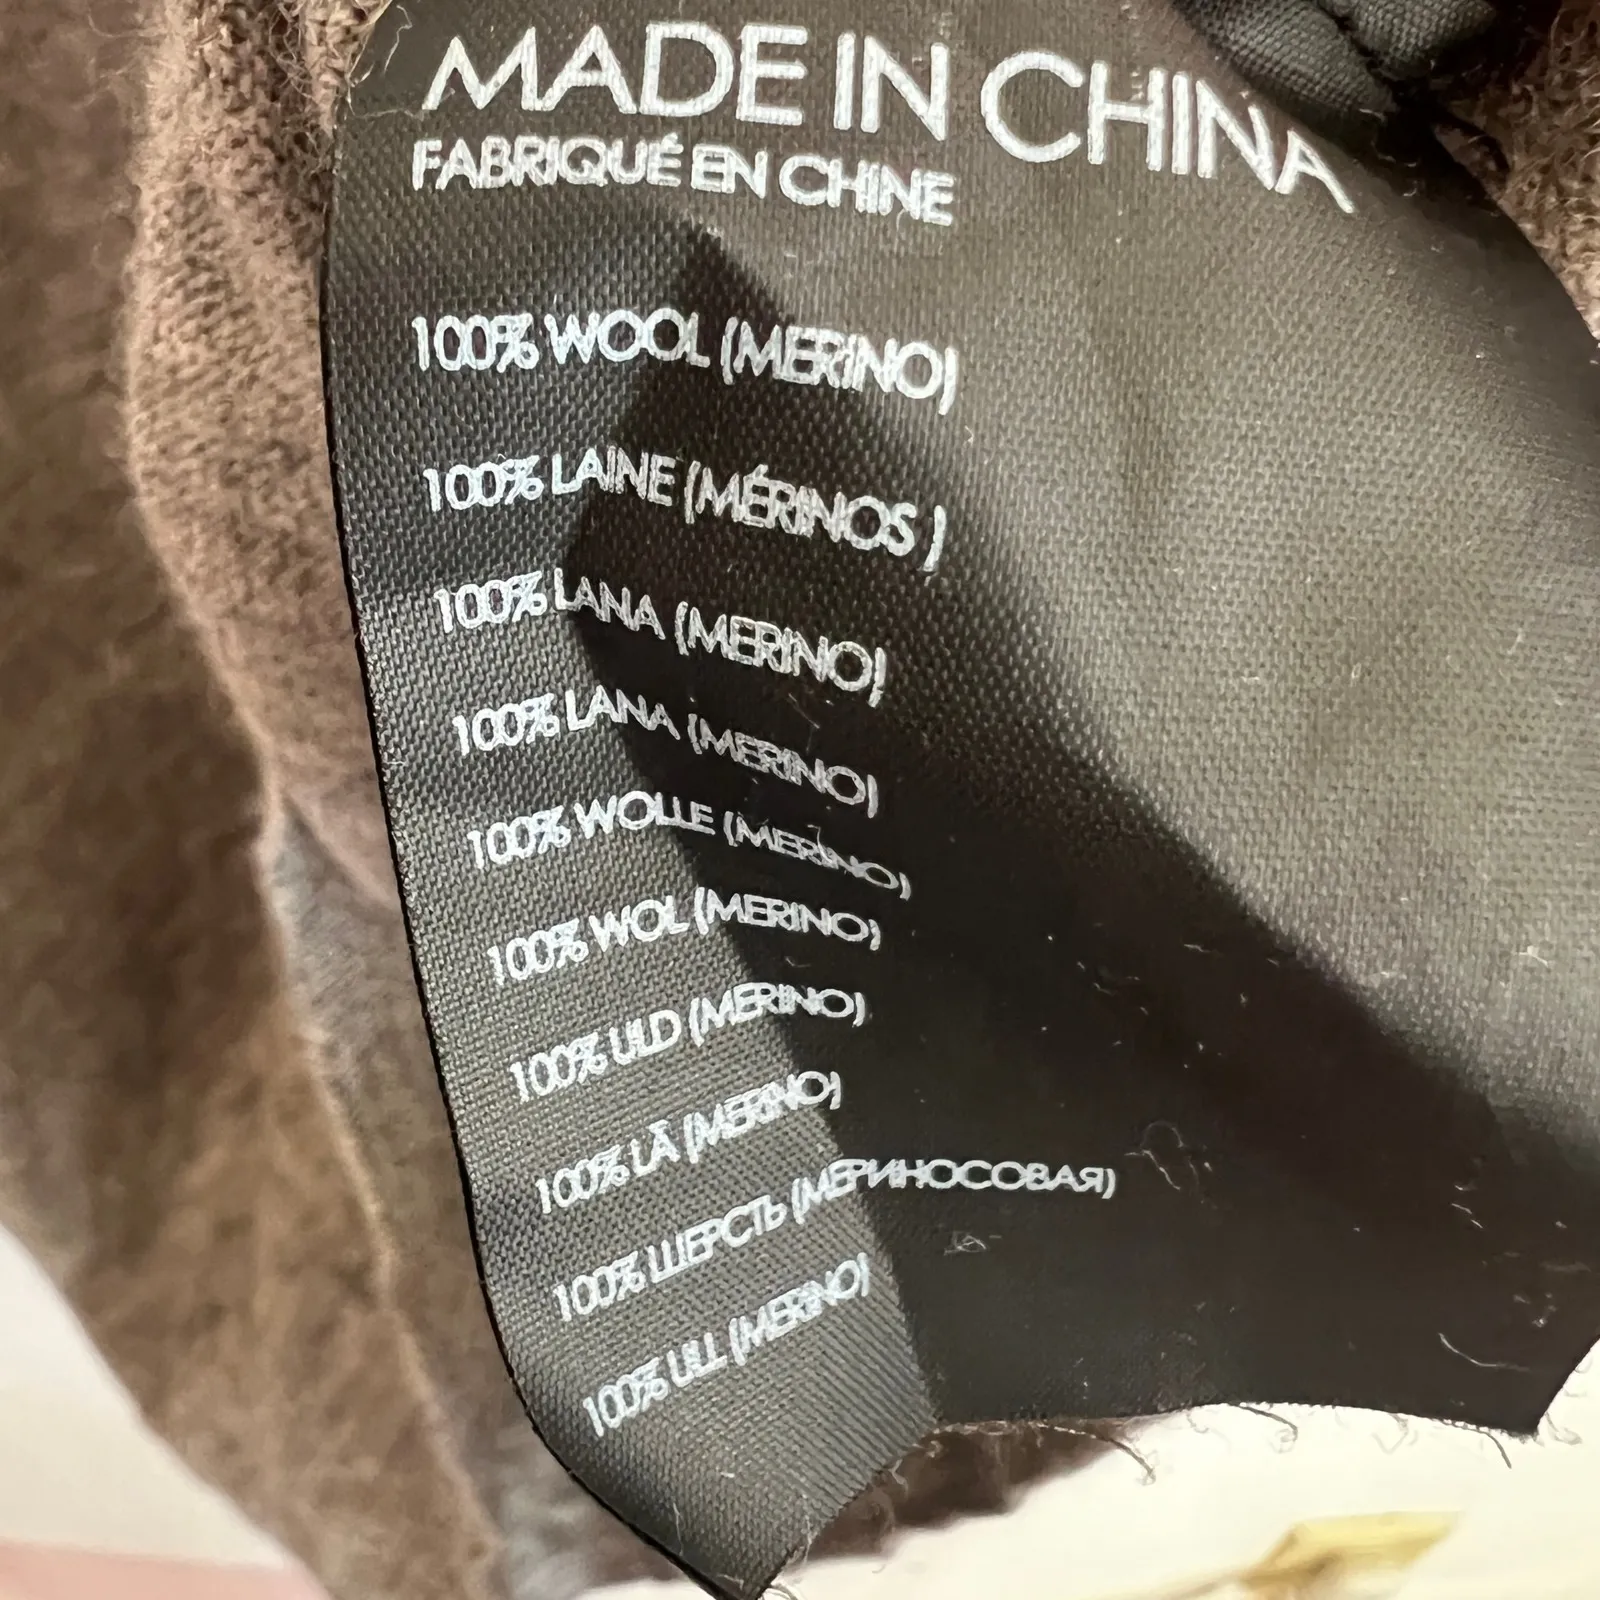 MADE IN CHINA
FABRIQUÉ EN CHINE
100% WOOL (MERINO)
100% LAINE (MÉRINOS )
100% LANA (MERINO)
100% LANA (MERINO)
100% WOLLE (MERINO)
100% WOL (MERINO)
100% ULD (MERINO)
100% LÃ (MERINO)
100% ШЕРСТЬ (МЕРИНОСОВАЯ)
100% ULL (MERINO)